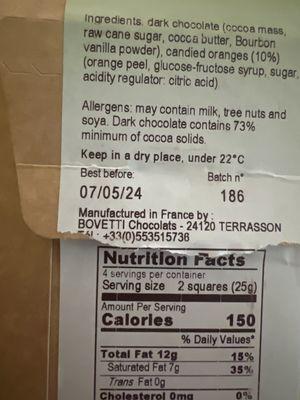 Ingredients: dark chocolate (cocoa mass,
raw cane sugar, cocoa butter, Bourbon
vanilla powder), candied oranges (10%)
(orange peel, glucose-fructose syrup, sugar,
acidity regulator: citric acid).
Allergens: may contain milk, tree nuts and
soya. Dark chocolate contains 73%
minimum of cocoa solids.
Keep in a dry place, under 22°C
Best before: Batch n°
07/05/24 186
Manufactured in France by :
BOVETTI Chocolats - 24120 TERRASSON
Tél : +33(0)553515736
Nutrition Facts
4 servings per container
Serving size 2 squares (25g)
Amount Per Serving
Calories 150
% Daily Values*
Total Fat 12g 15%
Saturated Fat 7g 35%
Trans Fat 0g
Cholesterol 0mg 0%